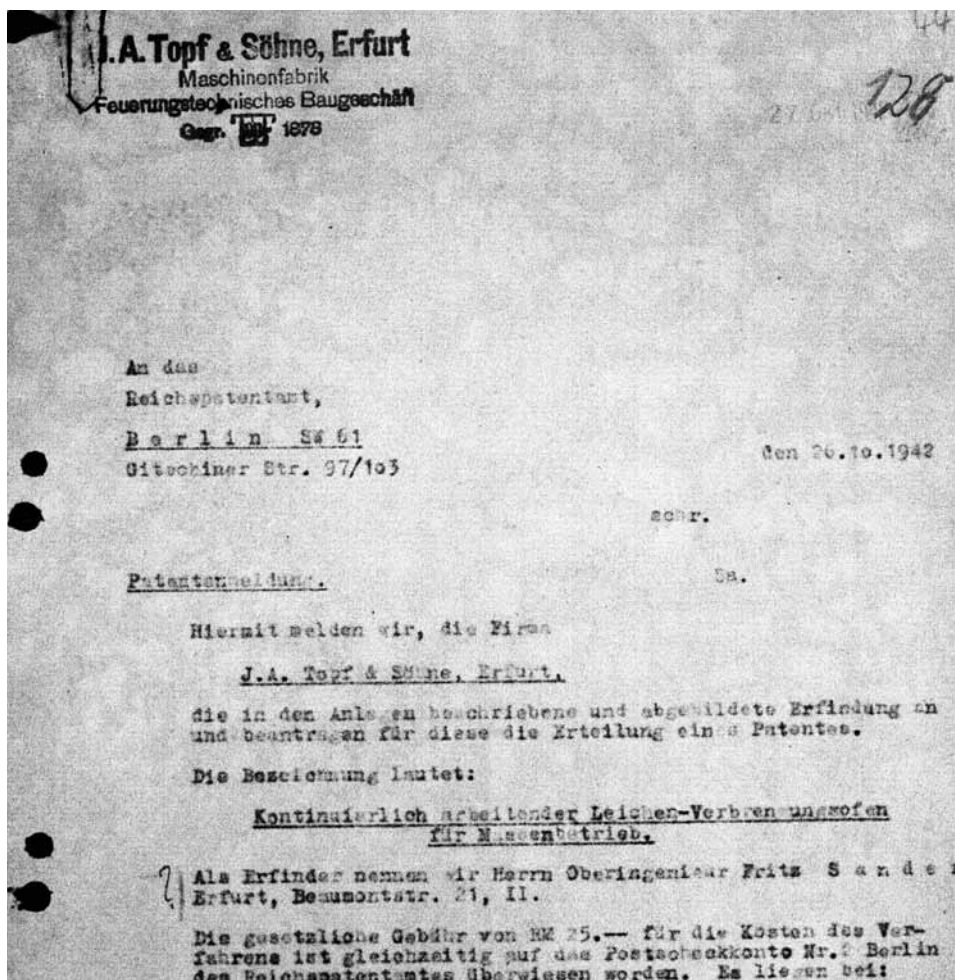 44
J.A. Topf & Söhne, Erfurt
Maschinenfabrik
Feuerungstechnisches Baugeschäft
Gegr. 1878
128
An das
Reichspatentamt,
Berlin SW 61
Gitschiner Str. 97/103
den 26.10.1942
schr.
Patentanmeldung.
Sa.
Hiermit melden wir, die Firma
J.A. Topf & Söhne, Erfurt,
die in den Anlagen beschriebene und abgebildete Erfindung an
und beantragen für diese die Erteilung eines Patentes.
Die Bezeichnung lautet:
Kontinuierlich arbeitender Leichen-Verbrennungsofen
für Massenbetrieb.
Als Erfinder nennen wir Herrn Oberingenieur Fritz Sander
Erfurt, Beaumontstr. 21, II.
Die gesetzliche Gebühr von RM 25.-- für die Kosten des Ver-
fahrens ist gleichzeitig auf das Postscheckkonto Nr. 2 Berlin
des Reichspatentamtes überwiesen worden. Es liegen bei